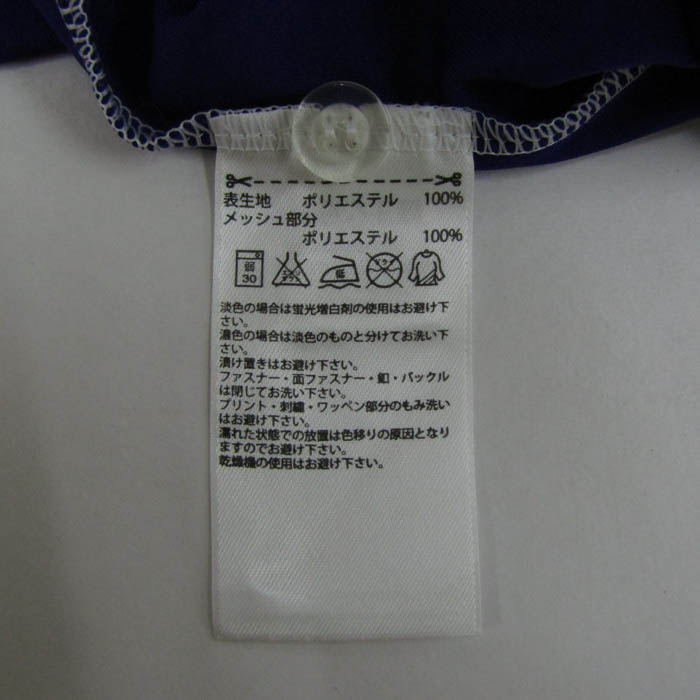 表生地 ポリエステル 100%
メッシュ部分
ポリエステル 100%
弱 30 エンソ 低 ドライ
淡色の場合は蛍光増白剤の使用はお避け下
さい。
濃色の場合は淡色のものと分けてお洗い下
さい。
漬け置きはお避け下さい。
ファスナー・面ファスナー・釦・バックル
は閉じてお洗い下さい。
プリント・刺繍・ワッペン部分のもみ洗い
はお避け下さい。
濡れた状態での放置は色移りの原因となり
ますのでお避け下さい。
乾燥機の使用はお避け下さい。